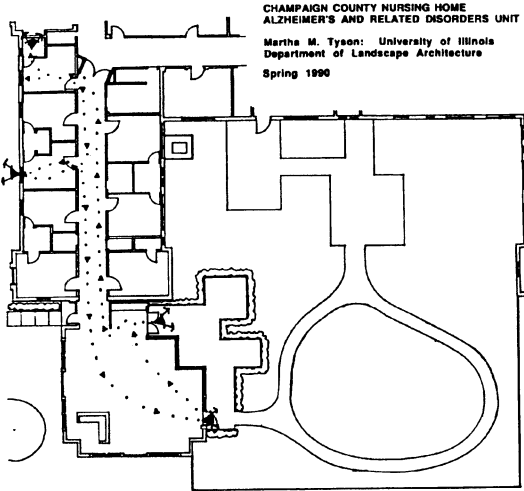 CHAMPAIGN COUNTY NURSING HOME
ALZHEIMER'S AND RELATED DISORDERS UNIT
Martha M. Tyson: University of Illinois
Department of Landscape Architecture
Spring 1990